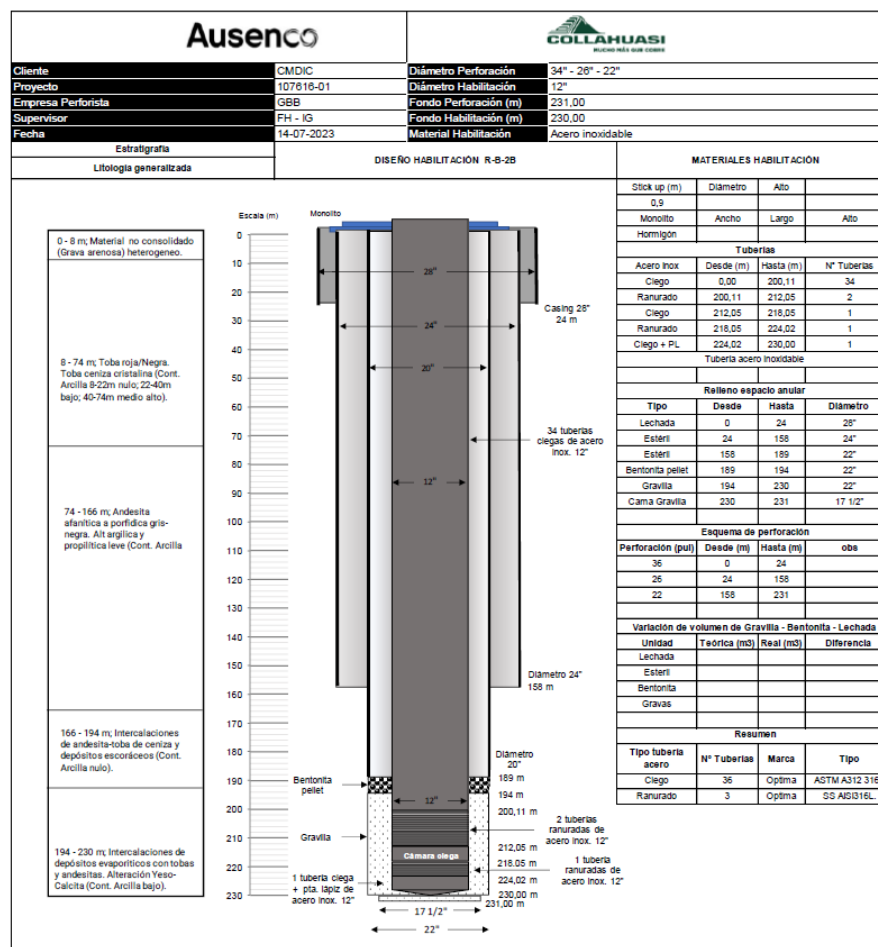 Ausenco
COLLAHUASI
MUCHO MÁS QUE COBRE
Cliente CMDIC Diámetro Perforación 34" - 26" - 22"
Proyecto 107616-01 Diámetro Habilitación 12"
Empresa Perforista GBB Fondo Perforación (m) 231,00
Supervisor FH - IG Fondo Habilitación (m) 230,00
Fecha 14-07-2023 Material Habilitación Acero inoxidable
Estratigrafía
Litología generalizada
DISEÑO HABILITACIÓN R-B-2B
MATERIALES HABILITACIÓN
0 - 8 m; Material no consolidado
(Grava arenosa) heterogeneo.
8 - 74 m; Toba roja/Negra.
Toba ceniza cristalina (Cont.
Arcilla 8-22m nulo; 22-40m
bajo; 40-74m medio alto).
74 - 166 m; Andesita
afanítica a porfídica gris-
negra. Alt argílica y
propilítica leve (Cont. Arcilla
166 - 194 m; Intercalaciones
de andesita-toba de ceniza y
depósitos escoráceos (Cont.
Arcilla nulo).
194 - 230 m; Intercalaciones de
depósitos evaporíticos con tobas
y andesitas. Alteración Yeso-
Calcita (Cont. Arcilla bajo).
Escala (m)
0
10
20
30
40
50
60
70
80
90
100
110
120
130
140
150
160
170
180
190
200
210
220
230
Monolito
28"
Casing 28"
24 m
24"
20"
34 tuberías
ciegas de acero
inox. 12"
12"
Diámetro 24"
158 m
Diámetro
20"
189 m
Bentonita
pellet
194 m
12"
200,11 m
2 tuberías
ranuradas de
acero inox. 12"
Gravilla
212,05 m
Cámara ciega
218,05 m
1 tubería
ranuradas de
acero inox. 12"
224,02 m
1 tubería ciega
+ pta. lápiz de
acero inox. 12"
230,00 m
231,00 m
17 1/2"
22"
Stick up (m) Diámetro Alto
0,9
Monolito Ancho Largo Alto
Hormigón
Tuberías
Acero Inox Desde (m) Hasta (m) N° Tuberías
Ciego 0,00 200,11 34
Ranurado 200,11 212,05 2
Ciego 212,05 218,05 1
Ranurado 218,05 224,02 1
Ciego + PL 224,02 230,00 1
Tubería acero inoxidable
Relleno espacio anular
Tipo Desde Hasta Diámetro
Lechada 0 24 28"
Estéril 24 158 24"
Estéril 158 189 22"
Bentonita pellet 189 194 22"
Gravilla 194 230 22"
Cama Gravilla 230 231 17 1/2"
Esquema de perforación
Perforación (pul) Desde (m) Hasta (m) obs
36 0 24
26 24 158
22 158 231
Variación de volumen de Gravilla - Bentonita - Lechada
Unidad Teórica (m3) Real (m3) Diferencia
Lechada
Esteril
Bentonita
Gravas
Resumen
Tipo tubería acero N° Tuberías Marca Tipo
Ciego 36 Optima ASTM A312 316
Ranurado 3 Optima SS AISI316L.